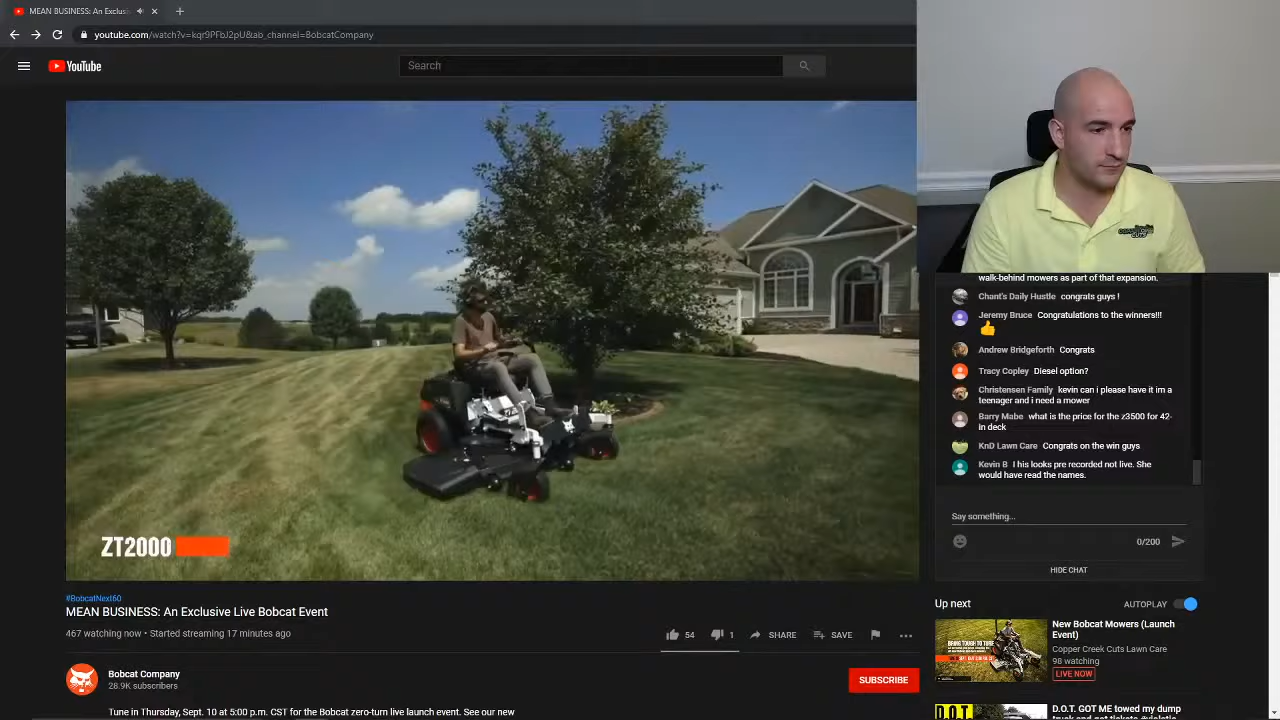 MEAN BUSINESS: An Exclusiv
youtube.com/watch?v=kqr9PFbJ2pU&ab_channel=BobcatCompany
YouTube
Search
walk-behind mowers as part of that expansion.
Chant's Daily Hustle congrats guys !
Jeremy Bruce Congratulations to the winners!!!
Andrew Bridgeforth Congrats
Tracy Copley Diesel option?
Christensen Family kevin can i please have it im a
teenager and i need a mower
Barry Mabe what is the price for the z3500 for 42-
in deck
KnD Lawn Care Congrats on the win guys
Kevin B I his looks pre recorded not live. She
would have read the names.
Say something...
0/200
HIDE CHAT
ZT2000
#BobcatNext60
MEAN BUSINESS: An Exclusive Live Bobcat Event
467 watching now • Started streaming 17 minutes ago
54
1
SHARE
SAVE
Bobcat Company
28.9K subscribers
SUBSCRIBE
Tune in Thursday, Sept. 10 at 5:00 p.m. CST for the Bobcat zero-turn live launch event. See our new
Up next
AUTOPLAY
New Bobcat Mowers (Launch
Event)
Copper Creek Cuts Lawn Care
98 watching
LIVE NOW
D.O.T. GOT ME towed my dump
D.O.T.